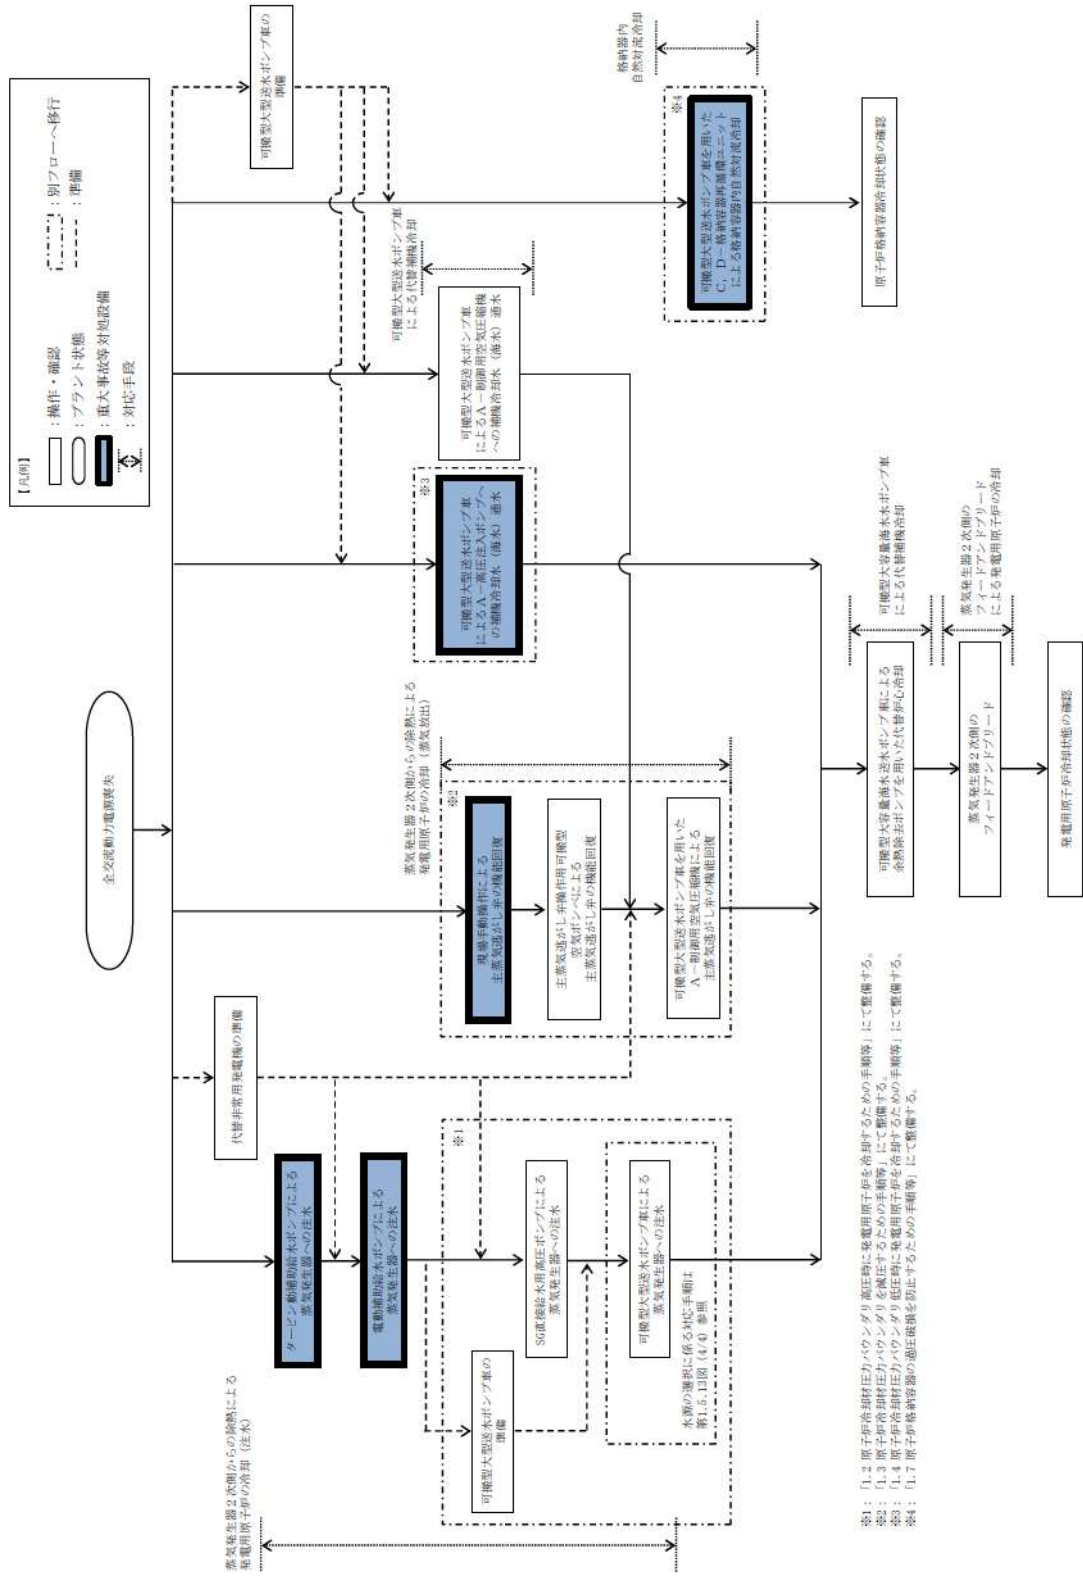 【凡例】
：操作・確認
：プラント状態
：重大事故等対処設備
：対応手段
：別フローへ移行
：準備
全交流動力電源喪失
蒸気発生器２次側からの除熱による
発電用原子炉の冷却（注水）
タービン動補助給水ポンプによる
蒸気発生器への注水
代替非常用発電機の準備
電動補助給水ポンプによる
蒸気発生器への注水
可搬型大型送水ポンプ車の
準備
※1
SG直接給水用高圧ポンプによる
蒸気発生器への注水
可搬型大型送水ポンプ車による
蒸気発生器への注水
水源の選択に係る対応手順は
第1.5.13図（4/4）参照
蒸気発生器２次側からの除熱による
発電用原子炉の冷却（蒸気放出）
※2
現場手動操作による
主蒸気逃がし弁の機能回復
主蒸気逃がし弁操作用可搬型
空気ボンベによる
主蒸気逃がし弁の機能回復
可搬型大型送水ポンプ車を用いた
Ａ－制御用空気圧縮機による
主蒸気逃がし弁の機能回復
※3
可搬型大型送水ポンプ車
によるＡ－高圧注入ポンプへ
の補機冷却水（海水）通水
可搬型大型送水ポンプ車
によるＡ－制御用空気圧縮機
への補機冷却水（海水）通水
可搬型大型送水ポンプ車
による代替補機冷却
可搬型大型送水ポンプ車の
準備
※4
可搬型大型送水ポンプ車を用いた
Ｃ，Ｄ－格納容器再循環ユニット
による格納容器内自然対流冷却
格納容器内
自然対流冷却
原子炉格納容器冷却状態の確認
可搬型大容量海水送水ポンプ車による
余熱除去ポンプを用いた代替炉心冷却
可搬型大容量海水水ポンプ車
による代替補機冷却
蒸気発生器２次側の
フィードアンドブリード
蒸気発生器２次側の
フィードアンドブリード
による発電用原子炉の冷却
発電用原子炉冷却状態の確認
※1：「1.2 原子炉冷却材圧力バウンダリ高圧時に発電用原子炉を冷却するための手順等」にて整備する。
※2：「1.3 原子炉冷却材圧力バウンダリを減圧するための手順等」にて整備する。
※3：「1.4 原子炉冷却材圧力バウンダリ低圧時に発電用原子炉を冷却するための手順等」にて整備する。
※4：「1.7 原子炉格納容器の過圧破損を防止するための手順等」にて整備する。